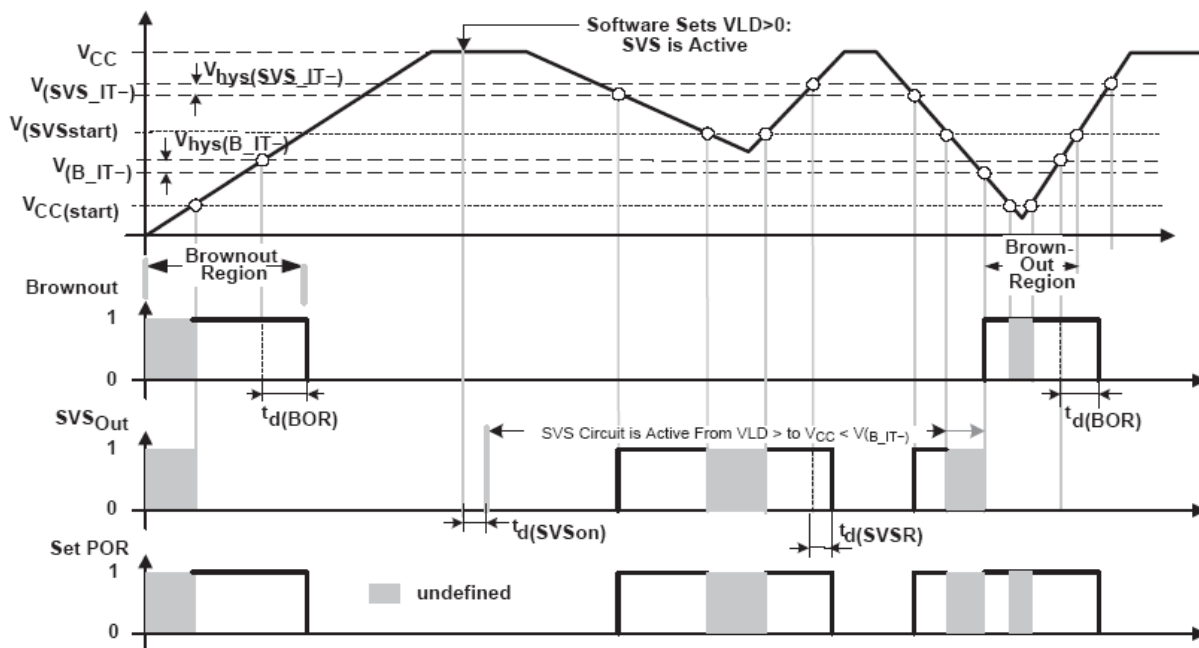 Software Sets VLD>0:
SVS is Active
VCC
Vhys(SVS_IT−)
V(SVS_IT−)
V(SVSstart)
Vhys(B_IT−)
V(B_IT−)
VCC(start)
Brownout
Region
Brown-
Out
Region
Brownout
1
0
td(BOR)
td(BOR)
SVSOut
SVS Circuit is Active From VLD > to VCC < V(B_IT−)
1
0
td(SVSon)
td(SVSR)
Set POR
1
undefined
0